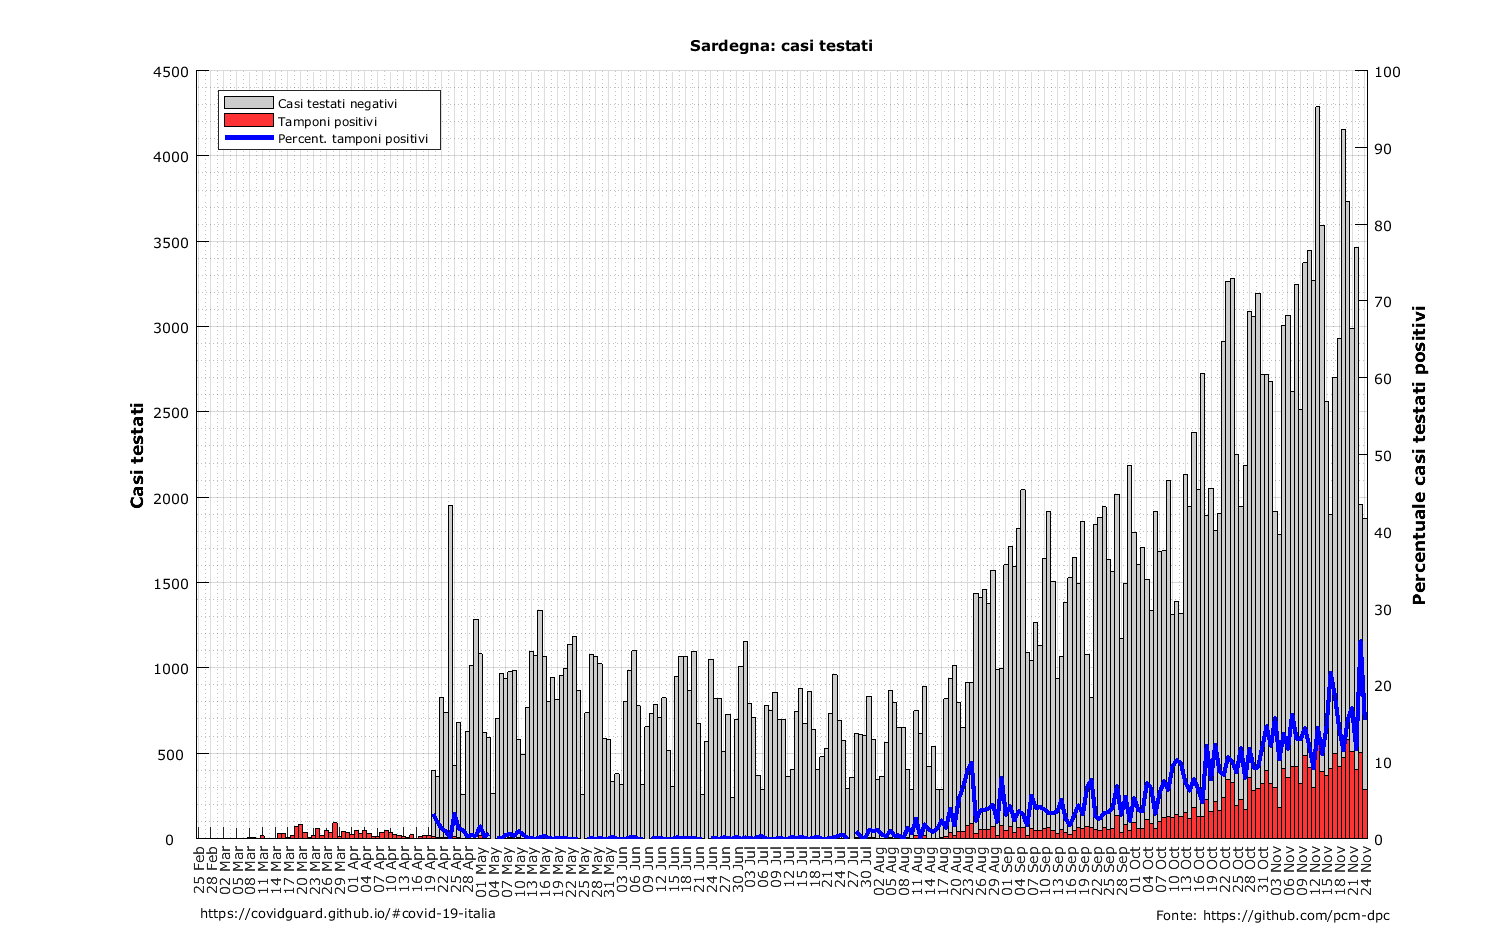 Sardegna: casi testati
4500
4000
3500
3000
2500
2000
1500
1000
500
0
Casi testati
Casi testati negativi
Tamponi positivi
Percent. tamponi positivi
100
90
80
70
60
50
40
30
20
10
0
Percentuale casi testati positivi
25 Feb
28 Feb
02 Mar
05 Mar
08 Mar
11 Mar
14 Mar
17 Mar
20 Mar
23 Mar
26 Mar
29 Mar
01 Apr
04 Apr
07 Apr
10 Apr
13 Apr
16 Apr
19 Apr
22 Apr
25 Apr
28 Apr
01 May
04 May
07 May
10 May
13 May
16 May
19 May
22 May
25 May
28 May
31 May
03 Jun
06 Jun
09 Jun
12 Jun
15 Jun
18 Jun
21 Jun
24 Jun
27 Jun
30 Jun
03 Jul
06 Jul
09 Jul
12 Jul
15 Jul
18 Jul
21 Jul
24 Jul
27 Jul
30 Jul
02 Aug
05 Aug
08 Aug
11 Aug
14 Aug
17 Aug
20 Aug
23 Aug
26 Aug
29 Aug
01 Sep
04 Sep
07 Sep
10 Sep
13 Sep
16 Sep
19 Sep
22 Sep
25 Sep
28 Sep
01 Oct
04 Oct
07 Oct
10 Oct
13 Oct
16 Oct
19 Oct
22 Oct
25 Oct
28 Oct
31 Oct
03 Nov
06 Nov
09 Nov
12 Nov
15 Nov
18 Nov
21 Nov
24 Nov
https://covidguard.github.io/#covid-19-italia
Fonte: https://github.com/pcm-dpc